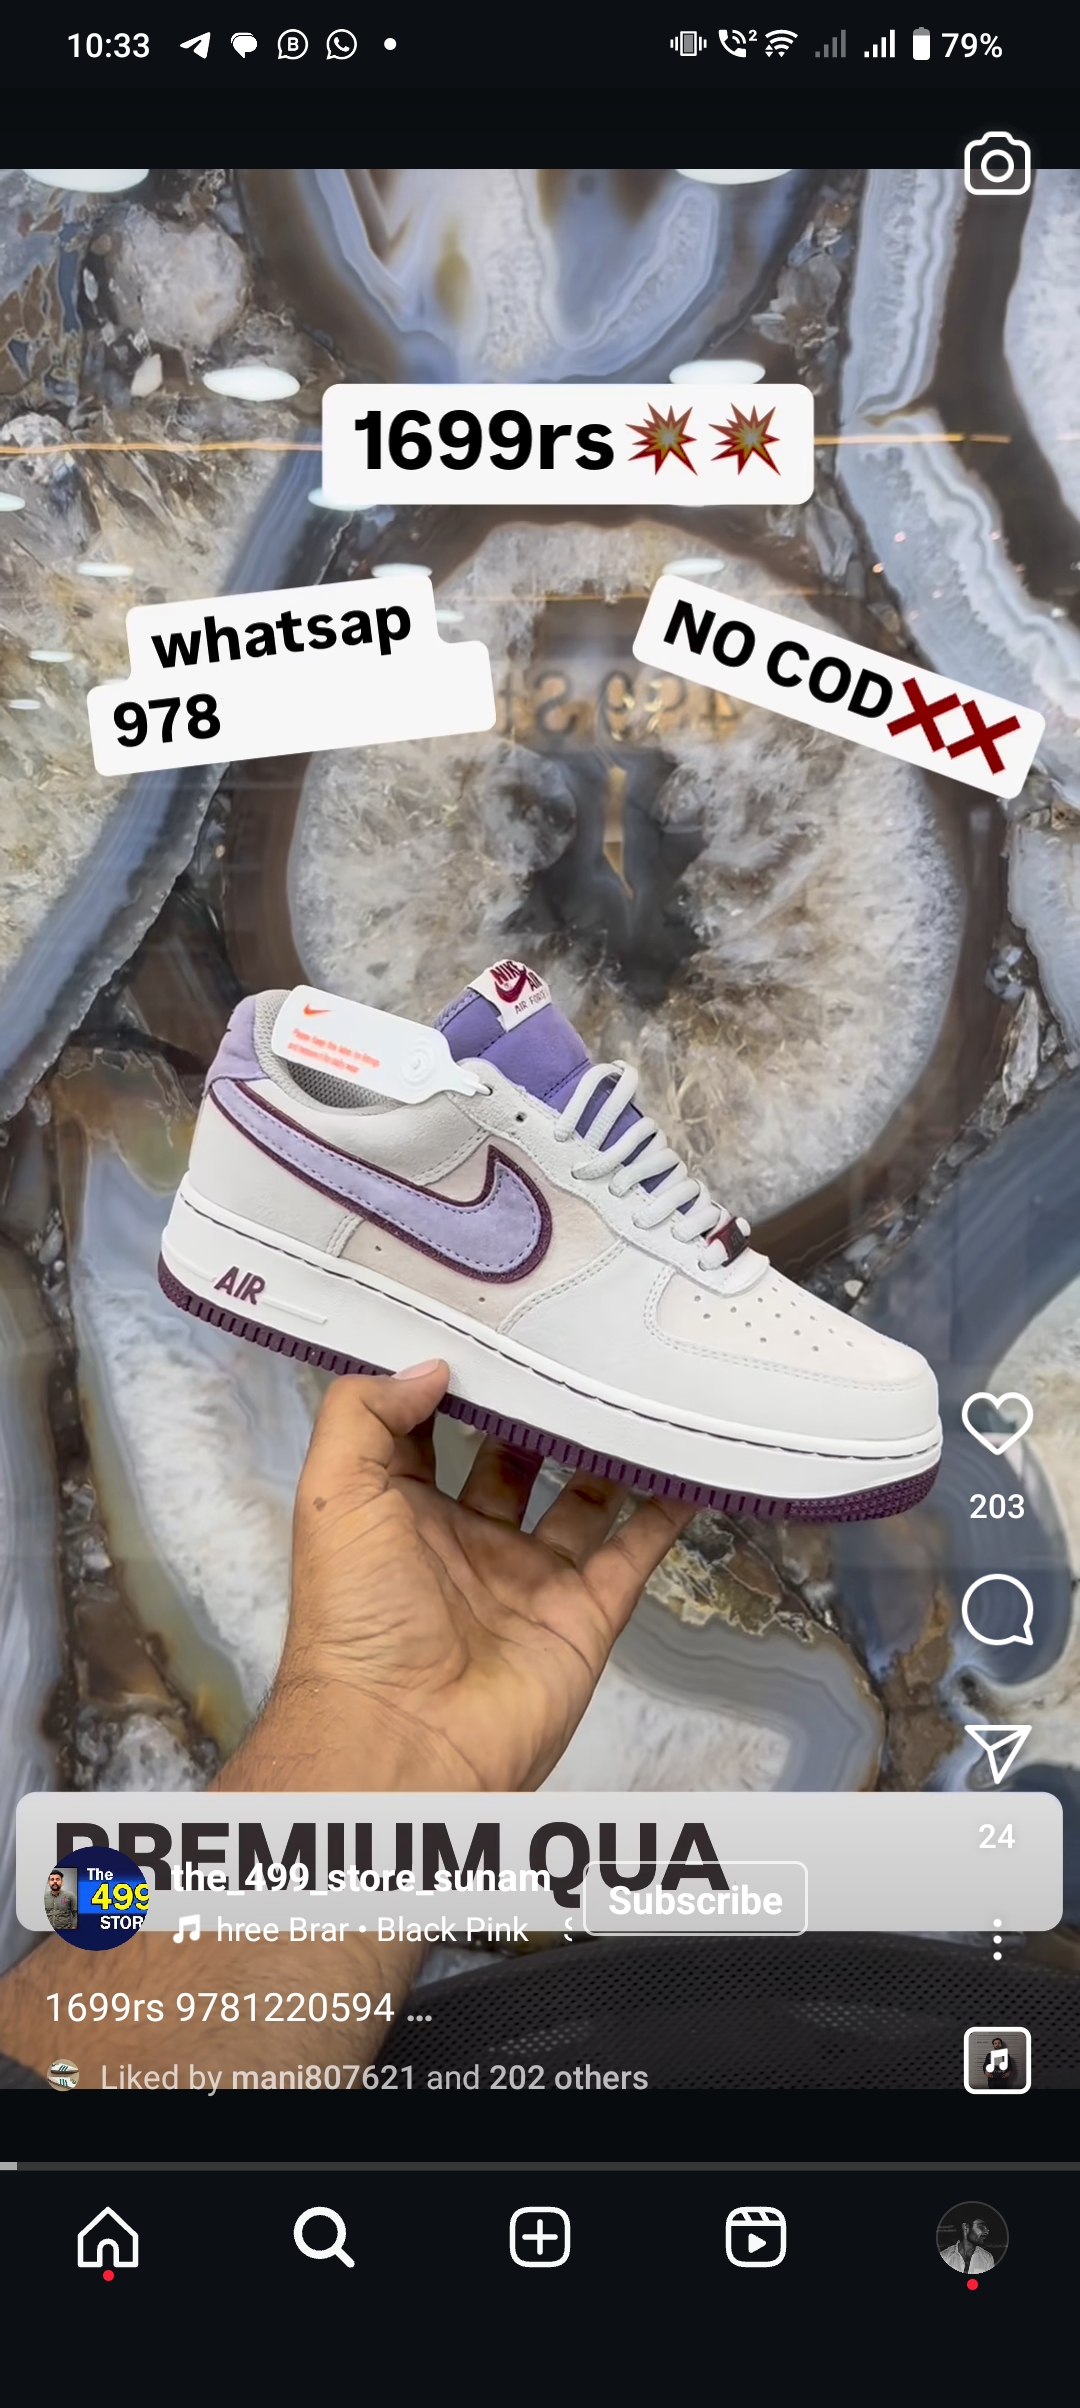 10:33
2
79%
1699rs💥💥
whatsap
978
NO COD❌❌
NIKE AIR
AIR
PREMIUM QUA
The
499
STOR
the_499_store_sunam
Subscribe
hree Brar • Black Pink
1699rs 9781220594 ...
Liked by mani807621 and 202 others
203
24